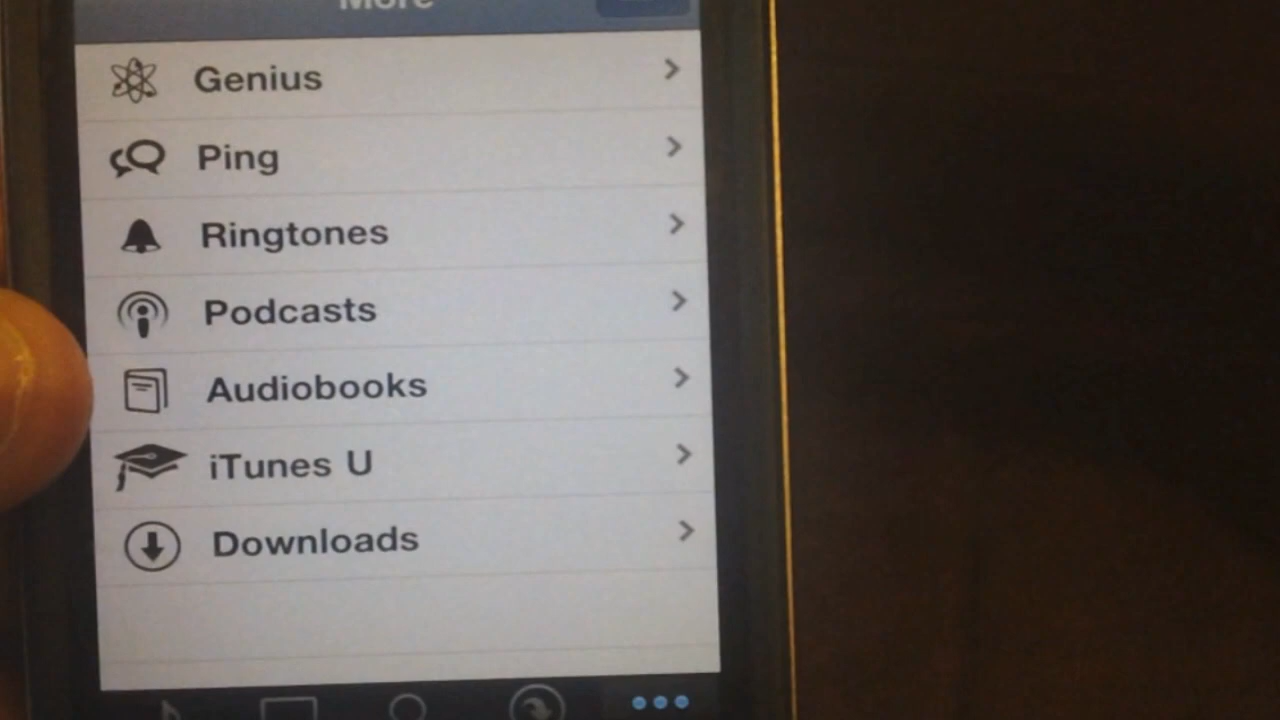 More
Genius
Ping
Ringtones
Podcasts
Audiobooks
iTunes U
Downloads